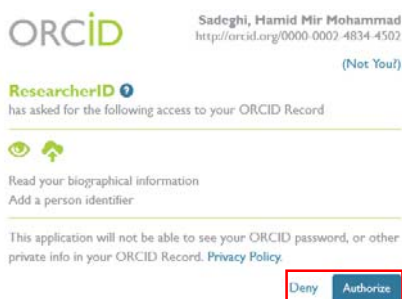 ORCID
Sadeghi, Hamid Mir Mohammad
http://orcid.org/0000-0002-4834-4502
(Not You?)
ResearcherID ?
has asked for the following access to your ORCID Record
Read your biographical information
Add a person identifier
This application will not be able to see your ORCID password, or other
private info in your ORCID Record. Privacy Policy.
Deny Authorize